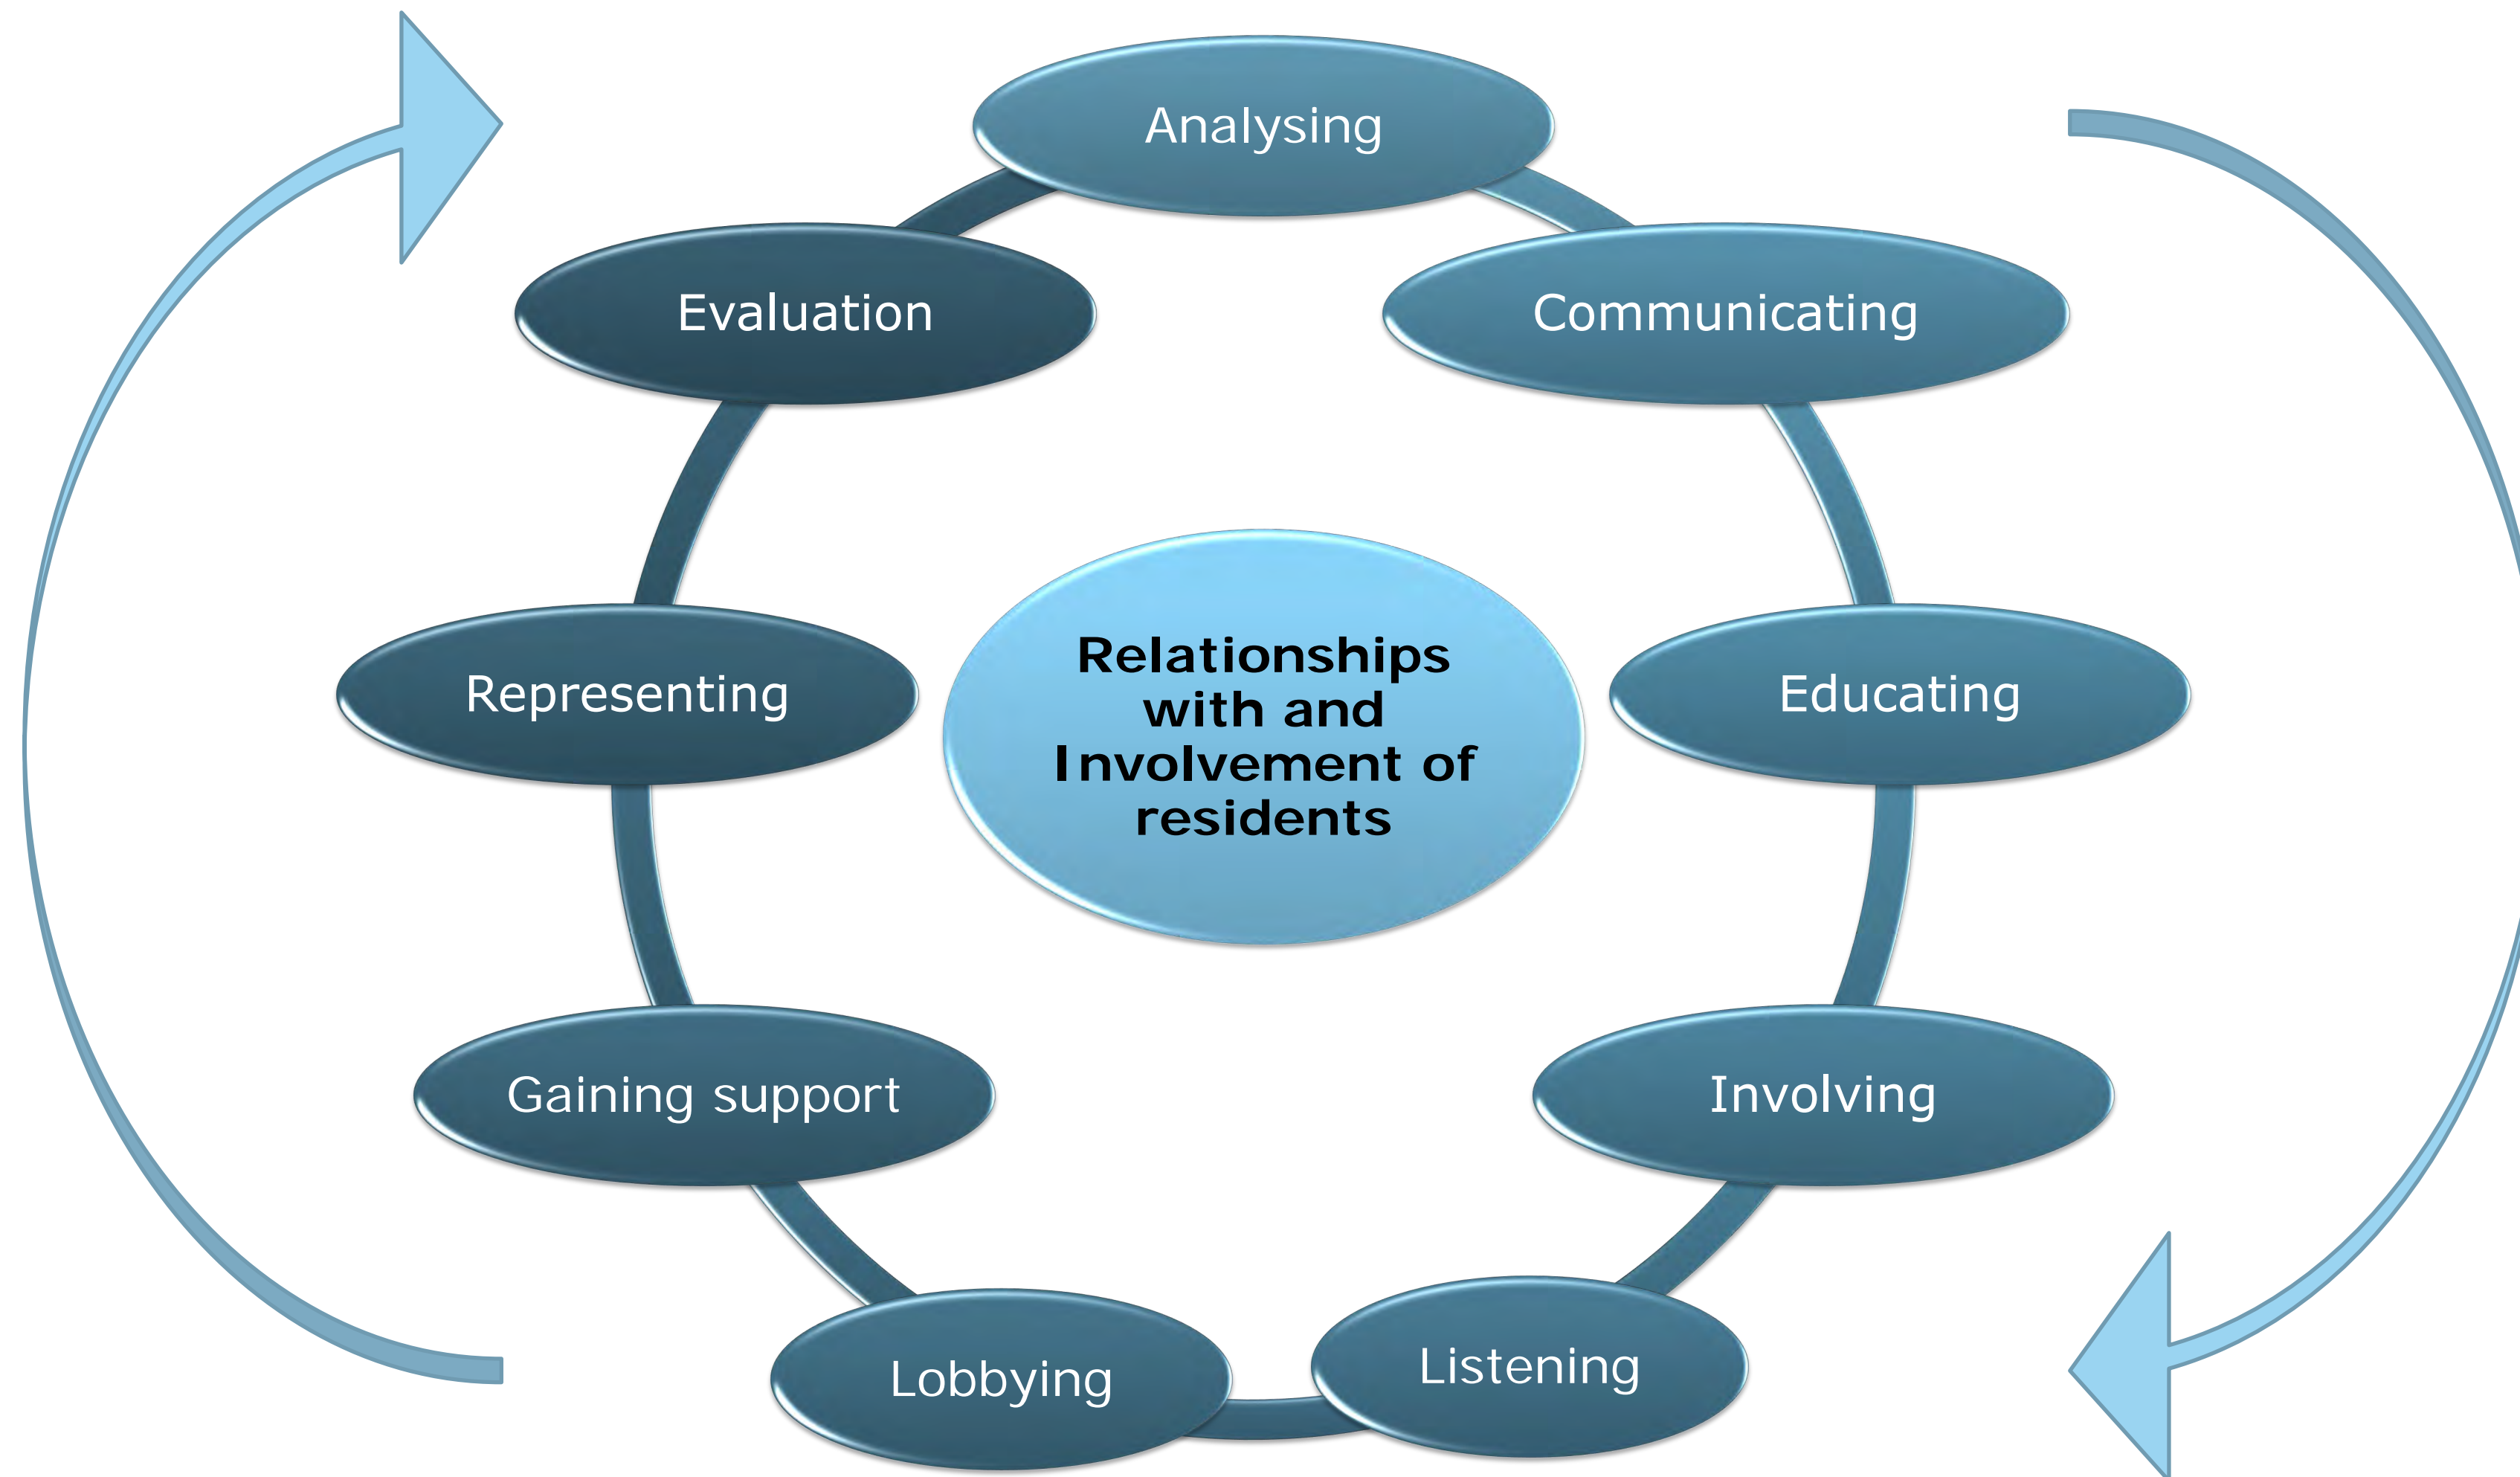 Analysing
Evaluation
Communicating
Relationships
with and
Involvement of
residents
Representing
Educating
Gaining support
Involving
Lobbying
Listening